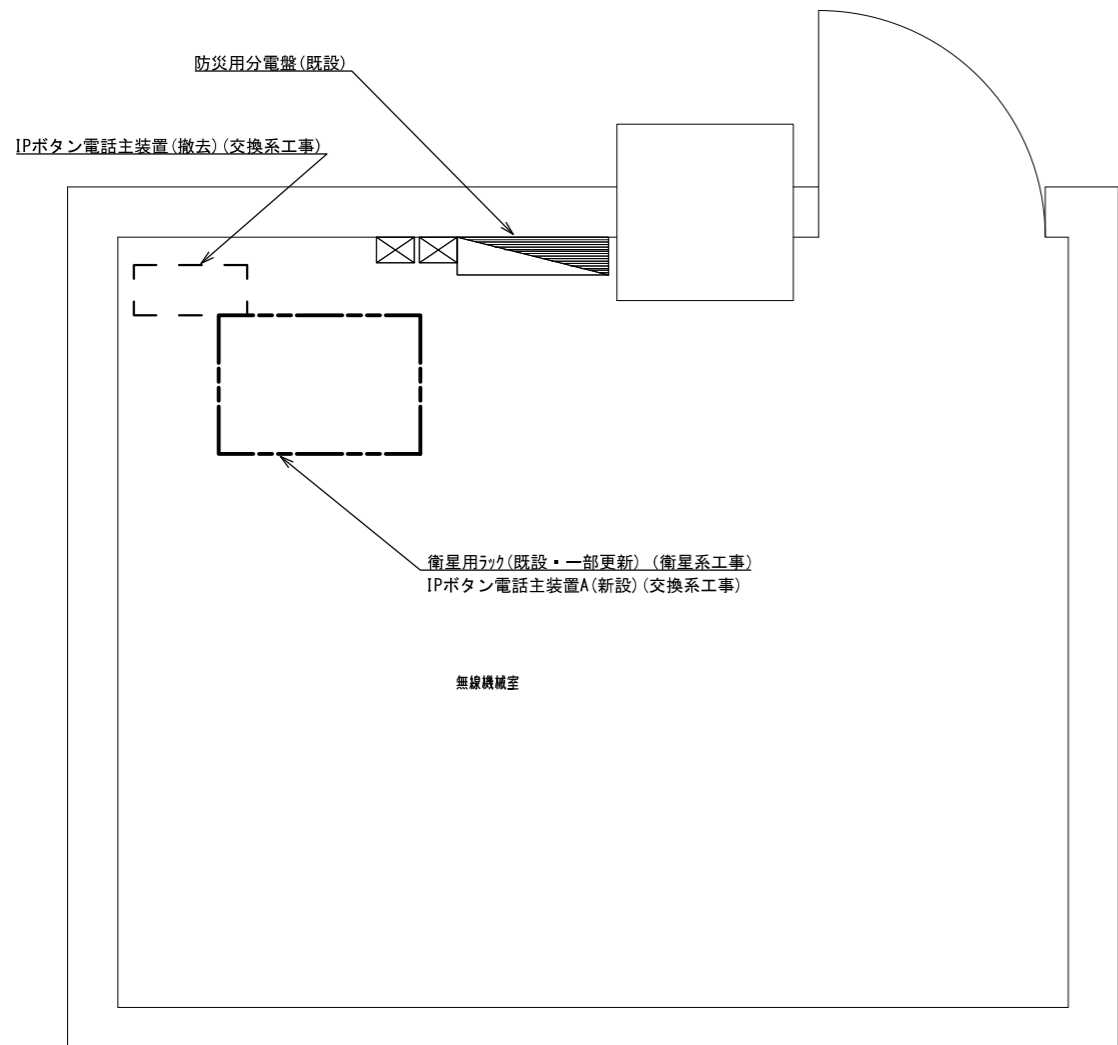 防災用分電盤(既設)
IPボタン電話主装置(撤去)(交換系工事)
衛星用ﾗｯｸ(既設・一部更新) (衛星系工事)
IPボタン電話主装置A(新設)(交換系工事)
無線機械室